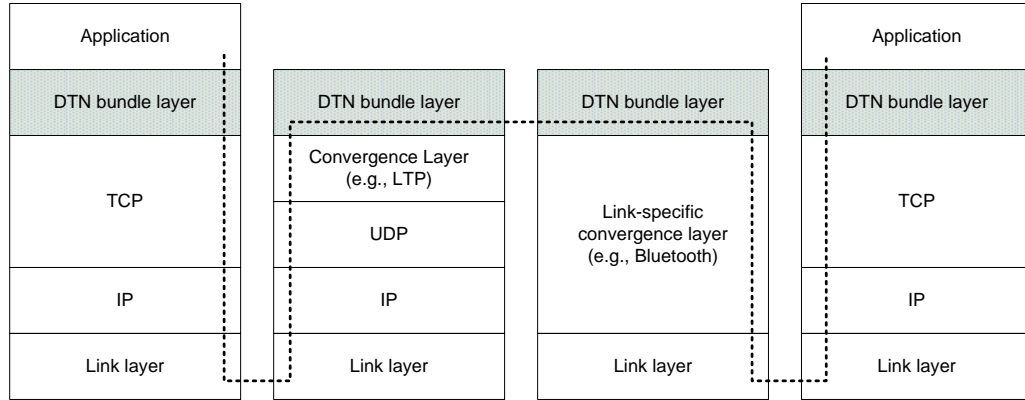 Application
DTN bundle layer
TCP
IP
Link layer
DTN bundle layer
Convergence Layer
(e.g., LTP)
UDP
IP
Link layer
DTN bundle layer
Link-specific
convergence layer
(e.g., Bluetooth)
Link layer
Application
DTN bundle layer
TCP
IP
Link layer